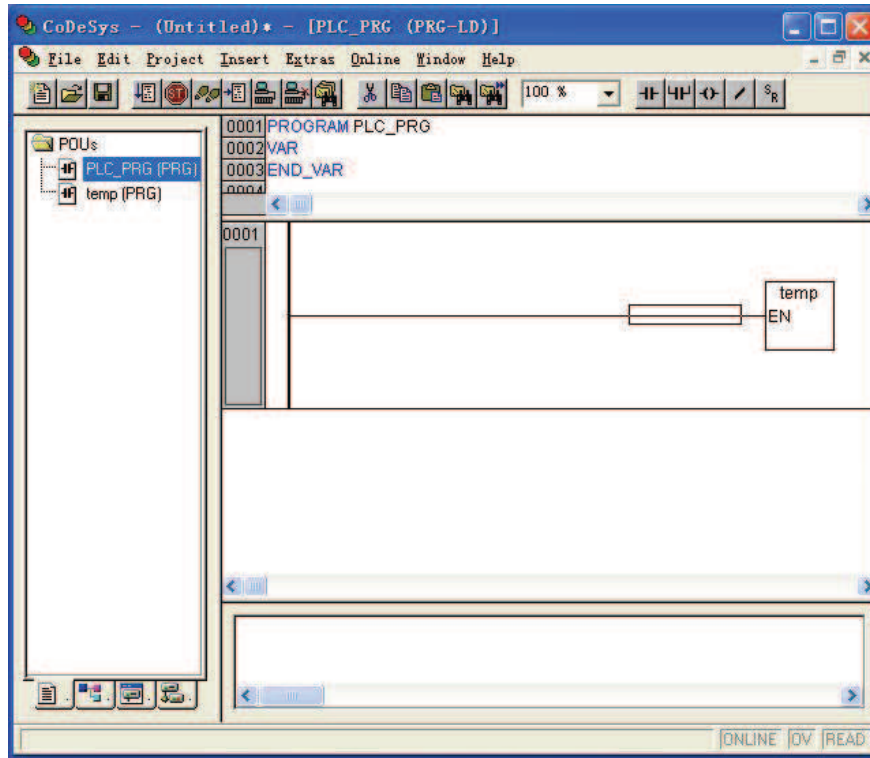 CoDeSys - (Untitled)* - [PLC_PRG (PRG-LD)]
File Edit Project Insert Extras Online Window Help
100 %
POUs
PLC_PRG (PRG)
temp (PRG)
0001 PROGRAM PLC_PRG
0002 VAR
0003 END_VAR
0004
0001
temp
EN
ONLINE OV READ